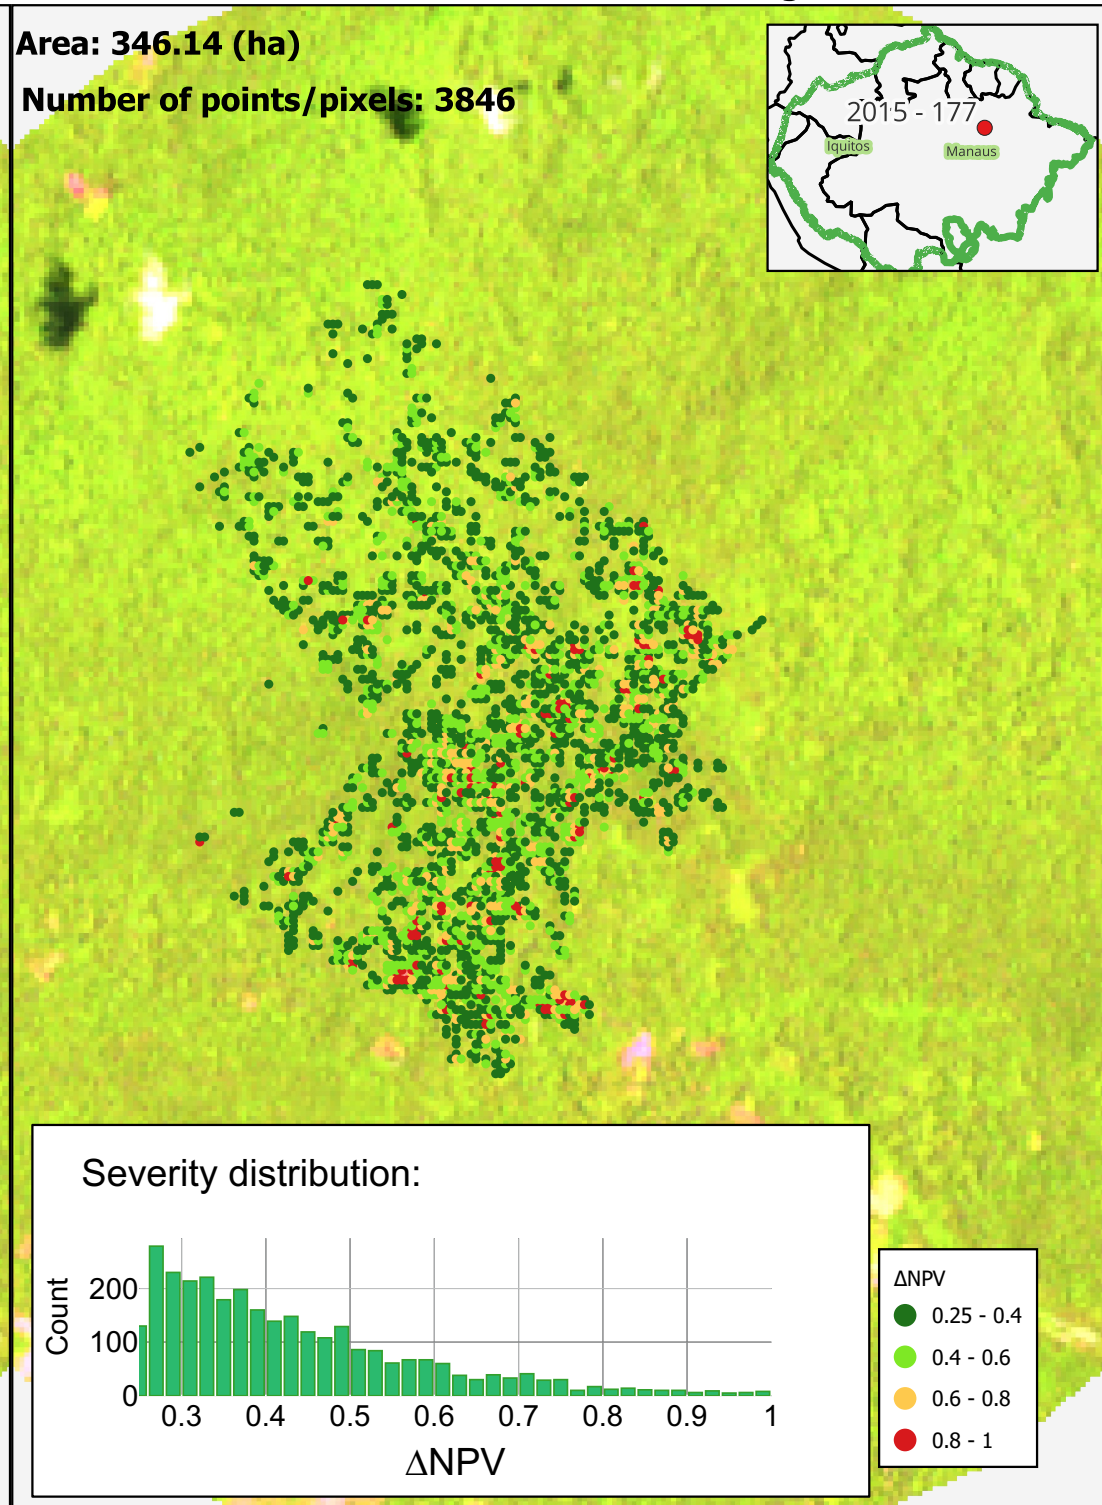 Area: 346.14 (ha)
Number of points/pixels: 3846
2015 - 177
Iquitos
Manaus
Severity distribution:
Count
200
100
0
0.3 0.4 0.5 0.6 0.7 0.8 0.9 1
ΔNPV
ΔNPV
0.25 - 0.4
0.4 - 0.6
0.6 - 0.8
0.8 - 1